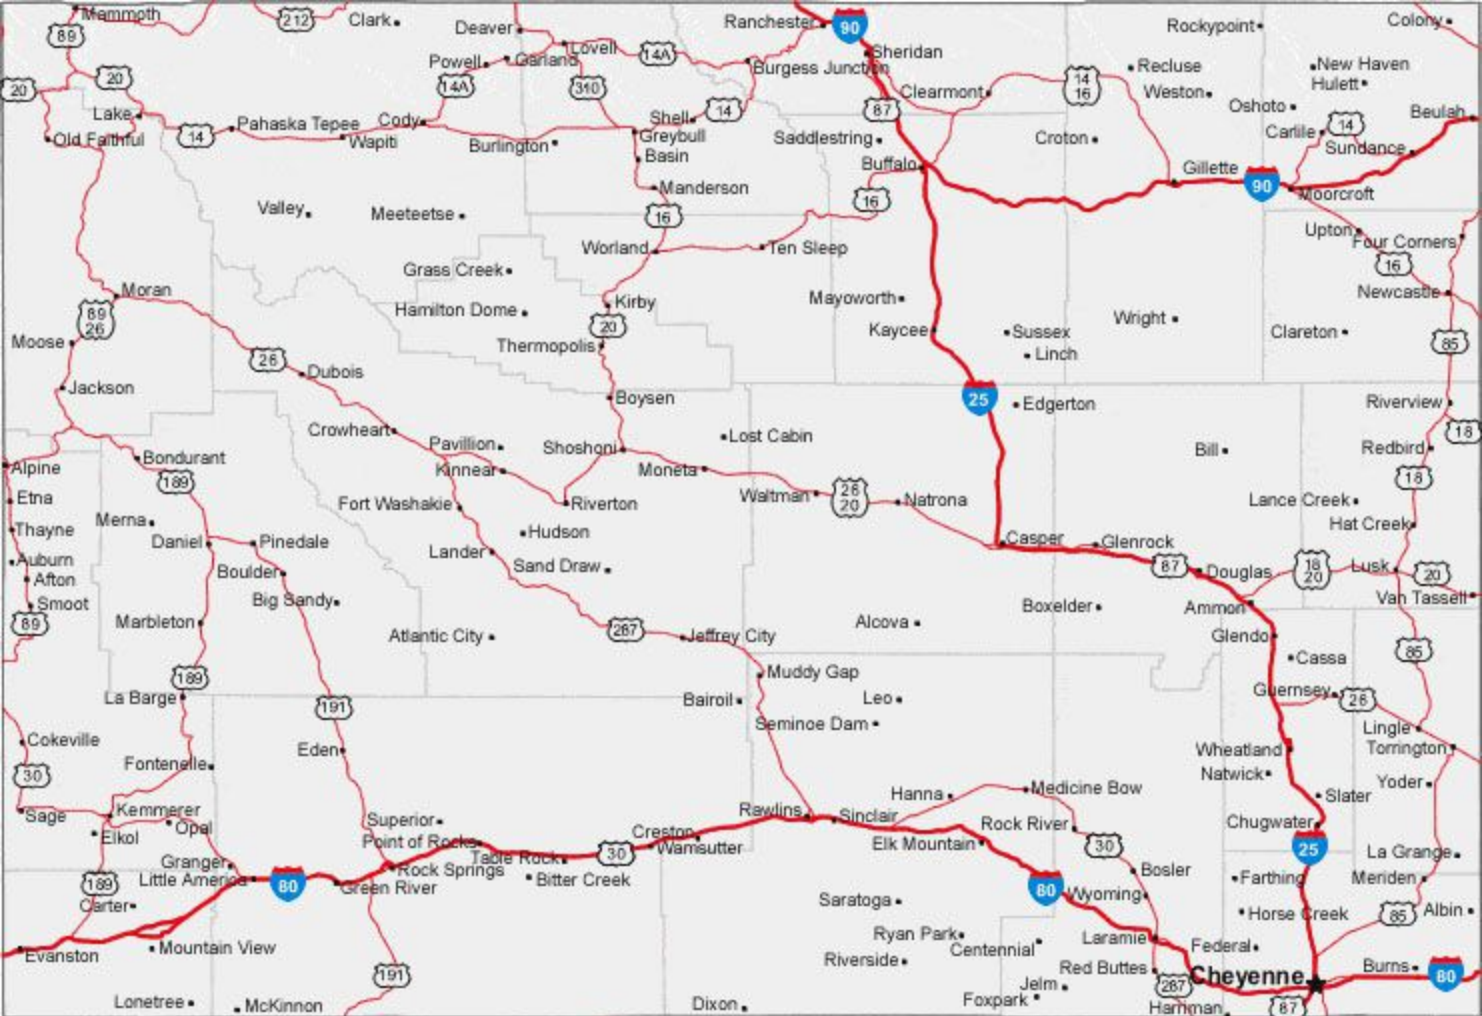 Mammoth
212
Clark
Deaver
Ranchester
90
Rockypoint
Colony
89
Lovell
14A
Sheridan
Powell
Garland
Burgess Junction
Recluse
New Haven
20
20
14A
310
Clearmont
14
16
Weston
Hulett
Lake
Shell
14
87
Oshoto
Beulah
14
Pahaska Tepee
Cody
Greybull
Saddlestring
Croton
Carlile
14
Old Faithful
Wapiti
Burlington
Basin
Sundance
Buffalo
Gillette
90
Moorcroft
Manderson
16
Valley
Meeteetse
16
Upton
Four Corners
Worland
Ten Sleep
16
Grass Creek
Moran
Hamilton Dome
Kirby
Mayoworth
Newcastle
89
26
20
Wright
Moose
Thermopolis
Kaycee
Sussex
Clareton
85
26
Linch
Dubois
Jackson
Boysen
25
Edgerton
Riverview
Crowheart
Pavillion
Shoshoni
Lost Cabin
18
Bondurant
Bill
Redbird
Alpine
Kinnear
Moneta
189
18
Etna
Fort Washakie
Riverton
Waltman
26
20
Natrona
Lance Creek
Thayne
Merna
Hudson
Hat Creek
Daniel
Pinedale
Lander
Casper
Glenrock
Auburn
Boulder
Sand Draw
87
Douglas
18
20
Lusk
20
Afton
Smoot
Big Sandy
Boxelder
Ammon
Van Tassell
89
Marbleton
Atlantic City
287
Jeffrey City
Alcova
Glendo
85
189
Muddy Gap
Cassa
La Barge
191
Bairoil
Leo
Guernsey
26
Seminoe Dam
Lingle
Cokeville
Eden
Wheatland
Torrington
30
Fontenelle
Natwick
Yoder
Hanna
Medicine Bow
Slater
Sage
Kemmerer
Superior
Rawlins
Sinclair
Rock River
Chugwater
Opal
Elkol
Point of Rocks
Creston
Elk Mountain
30
25
Granger
Table Rock
30
Wamsutter
La Grange
189
Little America
80
Rock Springs
Bitter Creek
Bosler
Farthing
Meriden
Green River
80
Wyoming
Carter
Saratoga
Horse Creek
85
Albin
Evanston
Mountain View
Ryan Park
Centennial
Laramie
Federal
191
Riverside
Red Buttes
Cheyenne
Burns
80
Lonetree
McKinnon
Dixon
Jelm
Foxpark
287
Harriman
87